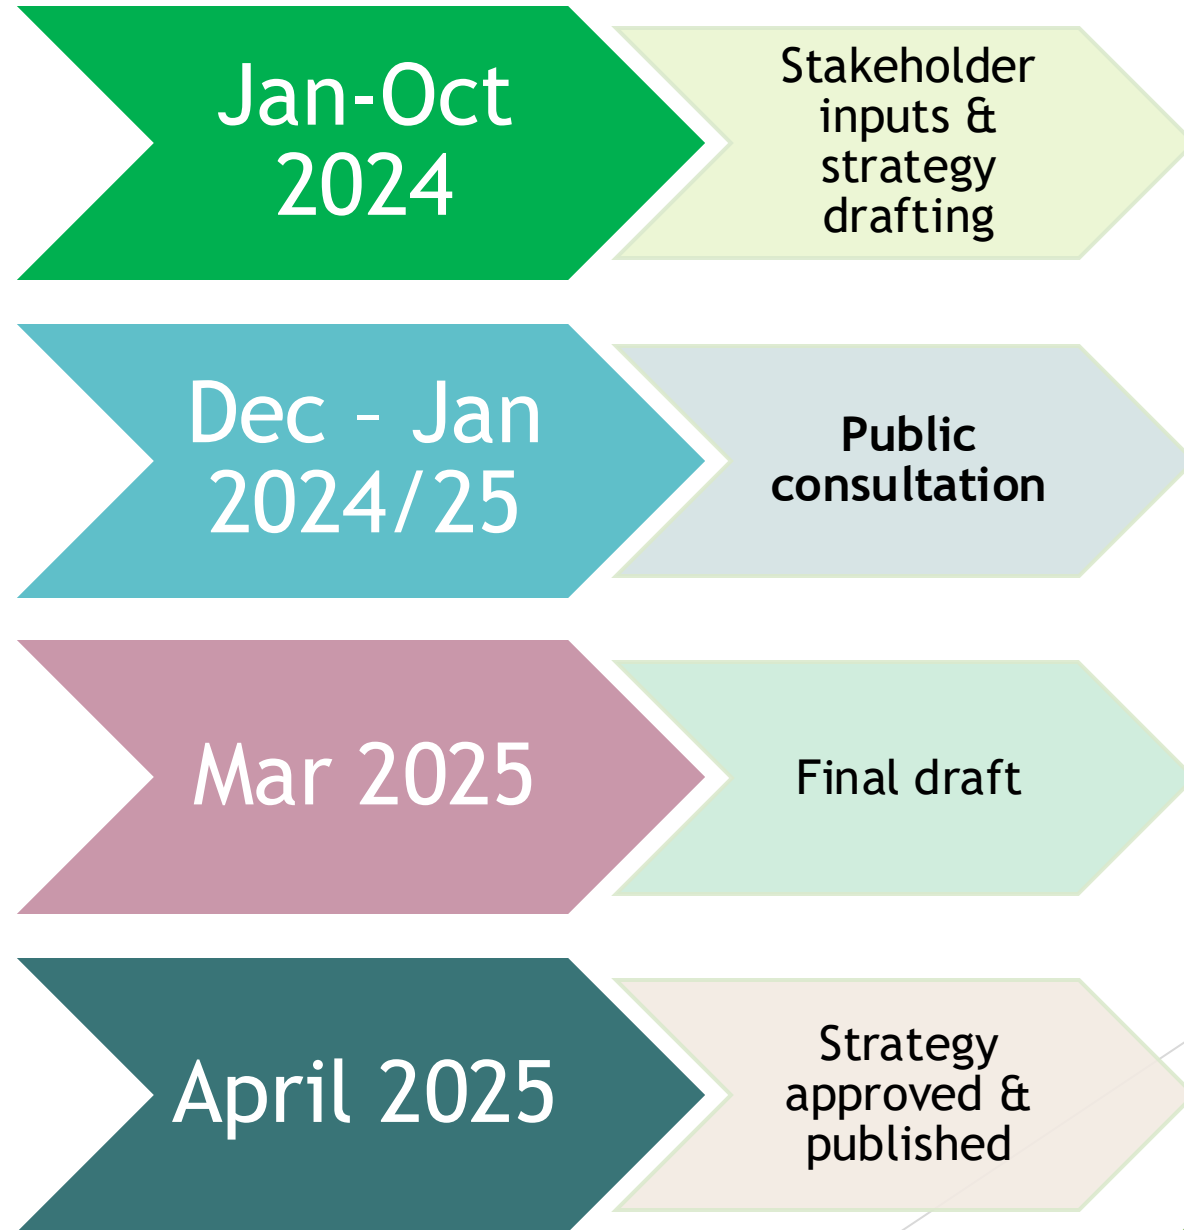 Jan-Oct
2024
Stakeholder
inputs &
strategy
drafting
Dec – Jan
2024/25
Public
consultation
Mar 2025
Final draft
April 2025
Strategy
approved &
published